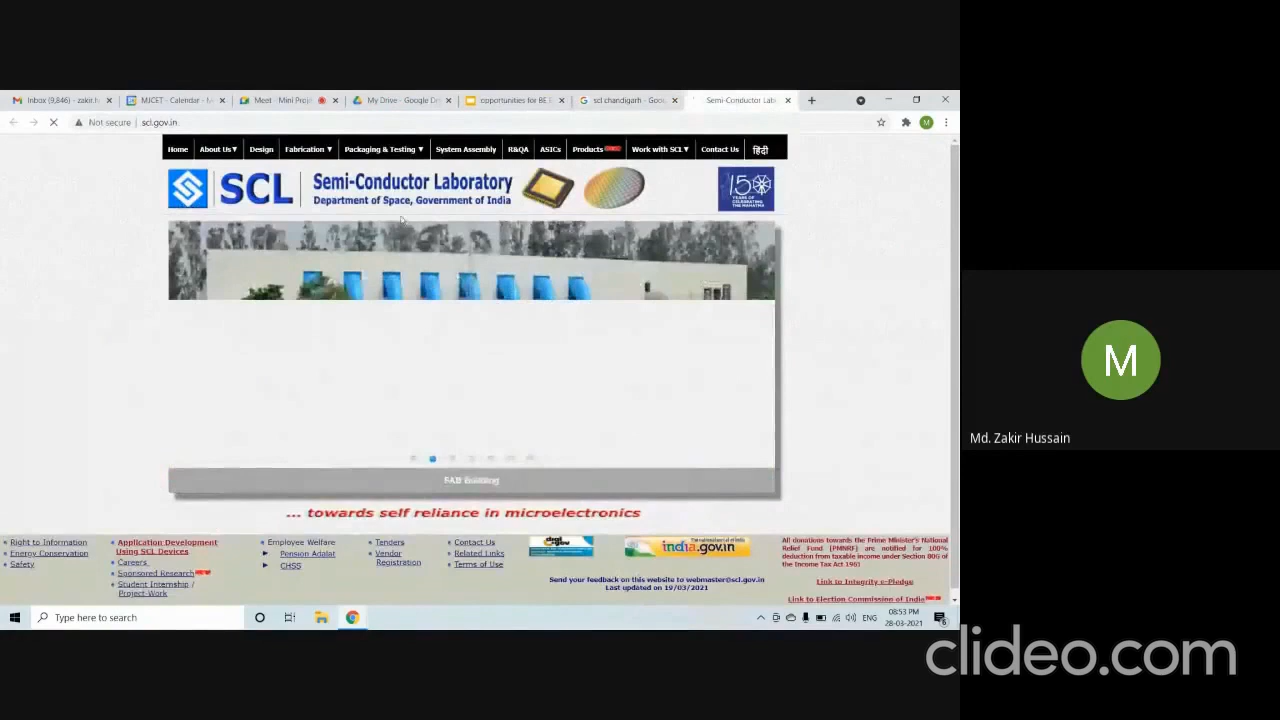 Inbox (9,846) - zakir.h
MJCET - Calendar - M
Meet - Mini Proje
My Drive - Google Dr
opportunities for BE E
scl chandigarh - Goog
Semi-Conductor Lab
Not secure | scl.gov.in
M
Home
About Us▼
Design
Fabrication ▼
Packaging & Testing ▼
System Assembly
R&QA
ASICs
Products
Work with SCL▼
Contact Us
हिंदी
SCL
Semi-Conductor Laboratory
Department of Space, Government of India
150
YEARS OF
CELEBRATING
THE MAHATMA
FAB Building
... towards self reliance in microelectronics
Right to Information
Energy Conservation
Safety
Application Development
Using SCL Devices
Careers
Sponsored Research
Student Internship /
Project-Work
Employee Welfare
Pension Adalat
CHSS
Tenders
Vendor
Registration
Contact Us
Related Links
Terms of Use
india.gov.in
Send your feedback on this website to webmaster@scl.gov.in
Last updated on 19/03/2021
All donations towards the Prime Minister's National
Relief Fund (PMNRF) are notified for 100%
deduction from taxable income under Section 80G
of the Income Tax Act 1961
Link to Integrity e-Pledge
Link to Election Commission of India
Type here to search
ENG
08:53 PM
28-03-2021
6
M
Md. Zakir Hussain
clideo.com